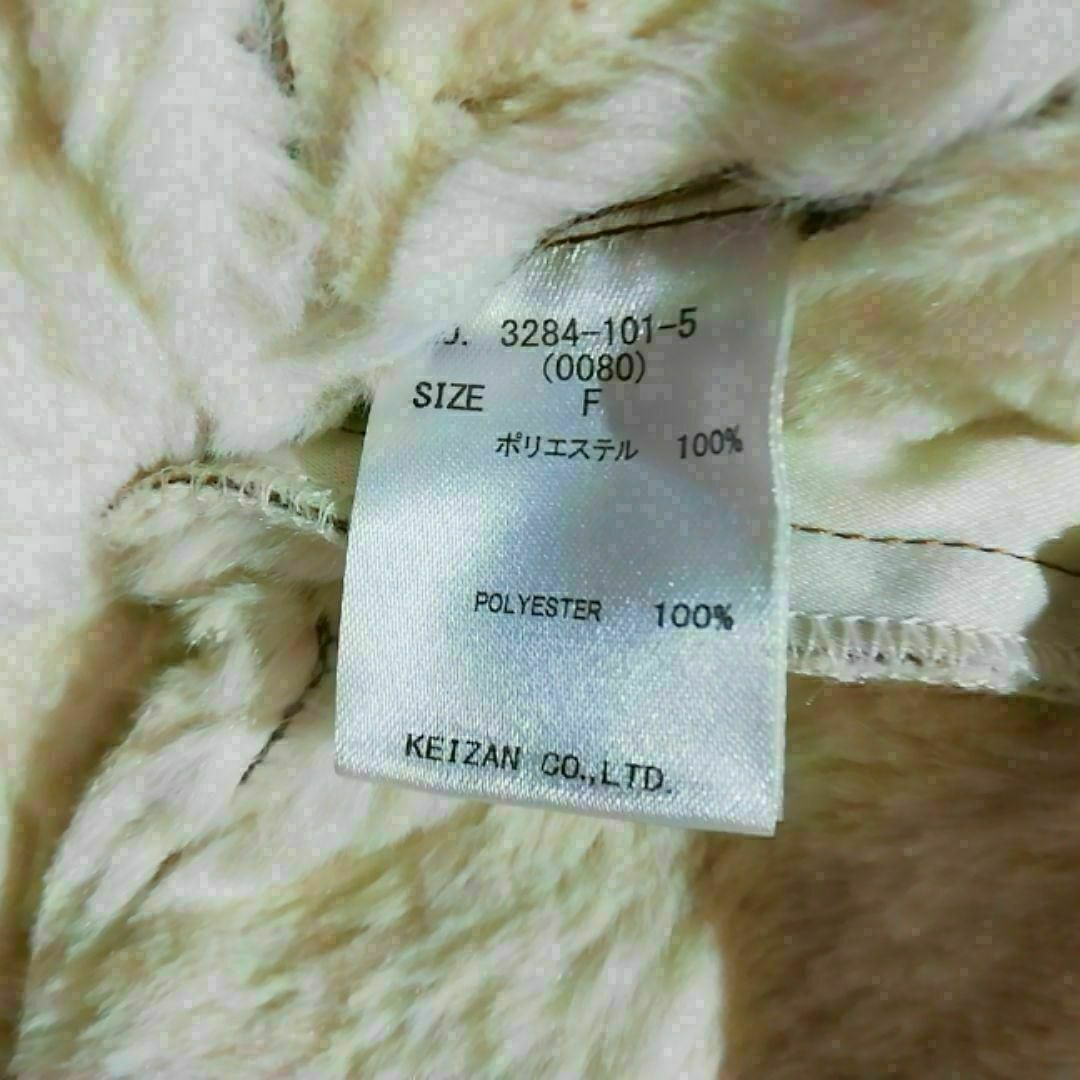 3284-101-5
(0080)
SIZE F
ポリエステル 100%
POLYESTER 100%
KEIZAN CO.,LTD.